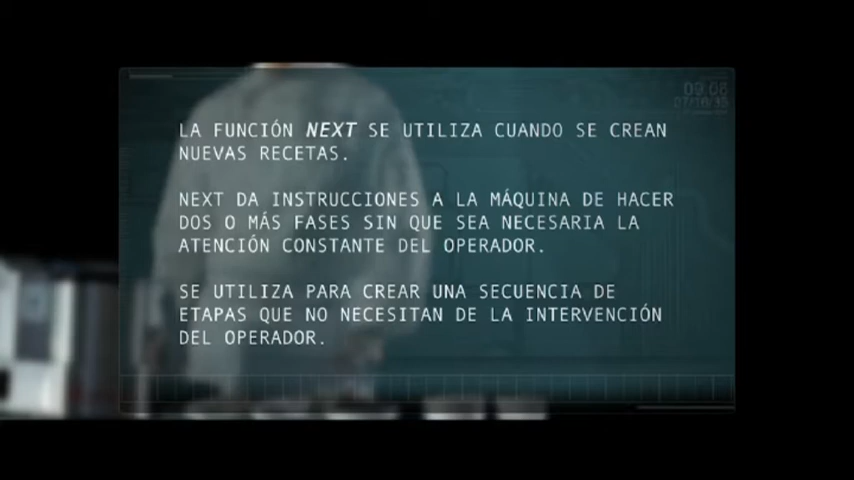 09:06
LA FUNCIÓN NEXT SE UTILIZA CUANDO SE CREAN
NUEVAS RECETAS.
NEXT DA INSTRUCCIONES A LA MÁQUINA DE HACER
DOS O MÁS FASES SIN QUE SEA NECESARIA LA
ATENCIÓN CONSTANTE DEL OPERADOR.
SE UTILIZA PARA CREAR UNA SECUENCIA DE
ETAPAS QUE NO NECESITAN DE LA INTERVENCIÓN
DEL OPERADOR.